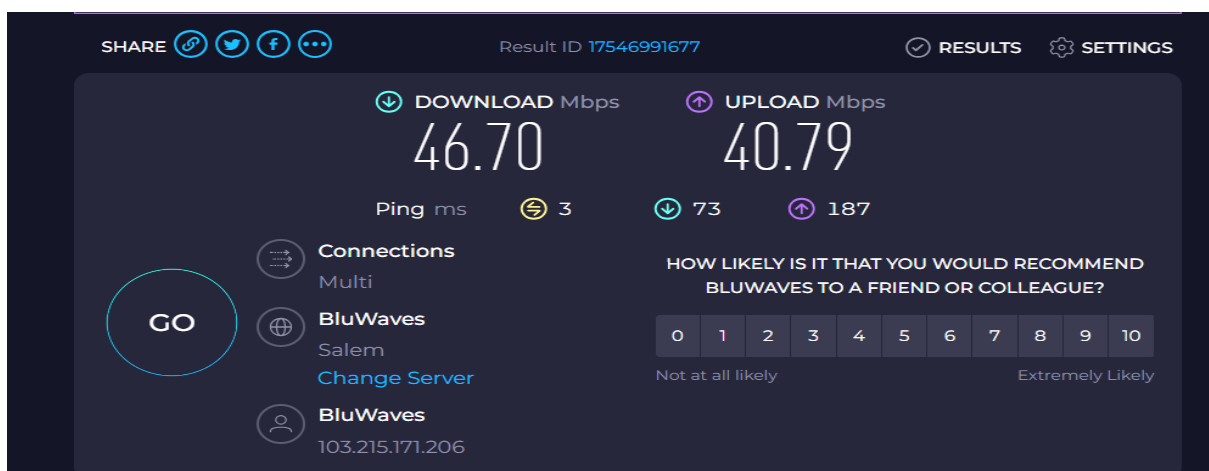 SHARE Result ID 17546991677 RESULTS SETTINGS
DOWNLOAD Mbps UPLOAD Mbps
46.70 40.79
Ping ms 3 73 187
Connections
Multi
BluWaves
Salem
Change Server
BluWaves
103.215.171.206
GO
HOW LIKELY IS IT THAT YOU WOULD RECOMMEND
BLUWAVES TO A FRIEND OR COLLEAGUE?
0 1 2 3 4 5 6 7 8 9 10
Not at all likely Extremely Likely